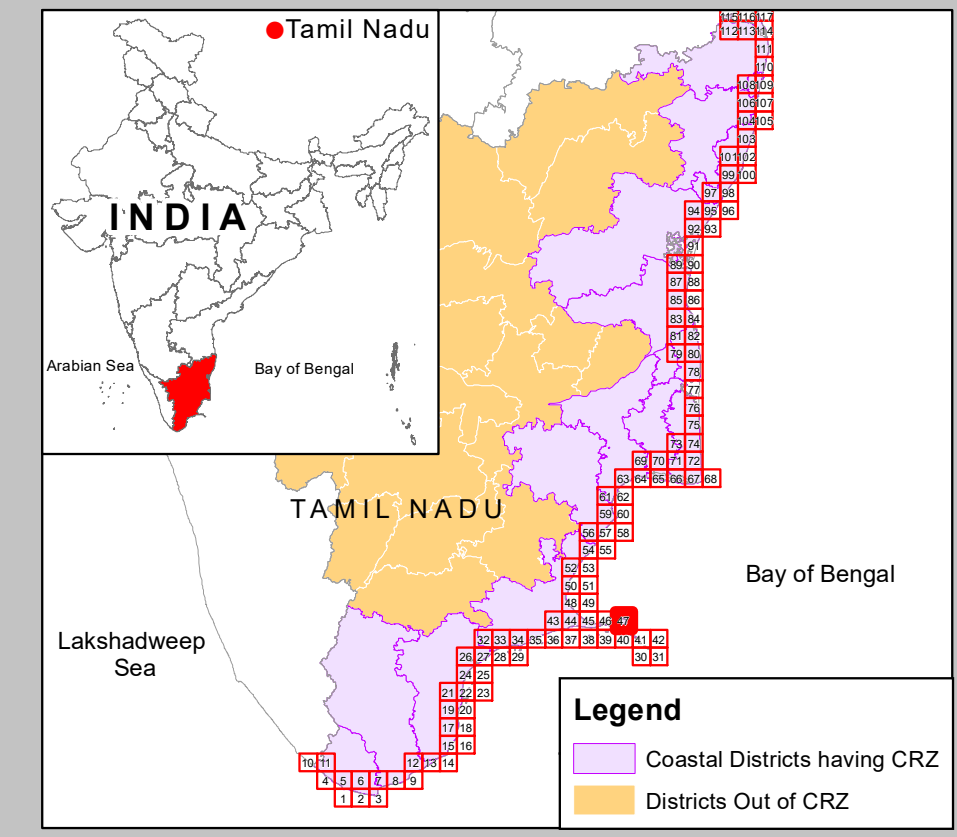 Tamil Nadu
INDIA
Arabian Sea
Bay of Bengal
115 116 117
112 113 114
111
110
108 109
106 107
104 105
103
101 102
99 100
97 98
94 95 96
92 93
91
89 90
87 88
85 86
83 84
81 82
79 80
78
77
76
75
73 74
69 70 71 72
63 64 65 66 67 68
61 62
TAMIL NADU
59 60
56 57 58
54 55
52 53
Bay of Bengal
50 51
48 49
43 44 45 46 47
32 33 34 35 36 37 38 39 40 41 42
Lakshadweep
Sea
26 27 28 29 30 31
24 25
21 22 23
19 20
17 18
15 16
10 11 12 13 14
4 5 6 7 8 9
1 2 3
Legend
Coastal Districts having CRZ
Districts Out of CRZ